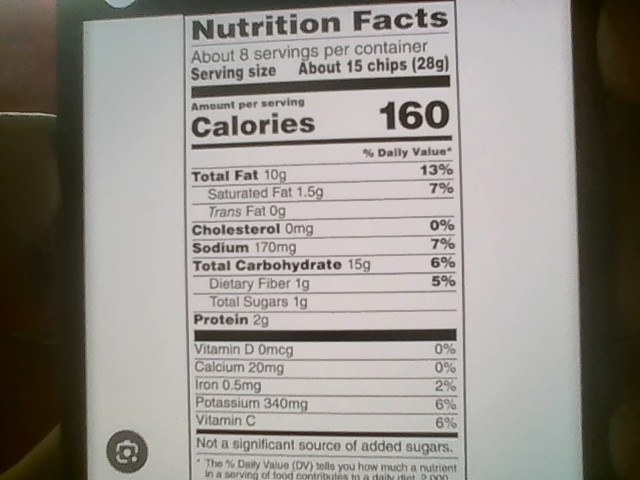 Nutrition Facts
About 8 servings per container
Serving size About 15 chips (28g)
Amount per serving
Calories 160
% Daily Value*
Total Fat 10g 13%
Saturated Fat 1.5g 7%
Trans Fat 0g
Cholesterol 0mg 0%
Sodium 170mg 7%
Total Carbohydrate 15g 6%
Dietary Fiber 1g 5%
Total Sugars 1g
Protein 2g
Vitamin D 0mcg 0%
Calcium 20mg 0%
Iron 0.5mg 2%
Potassium 340mg 6%
Vitamin C 6%
Not a significant source of added sugars.
* The % Daily Value (DV) tells you how much a nutrient
in a serving of food contributes to a daily diet. 2,000